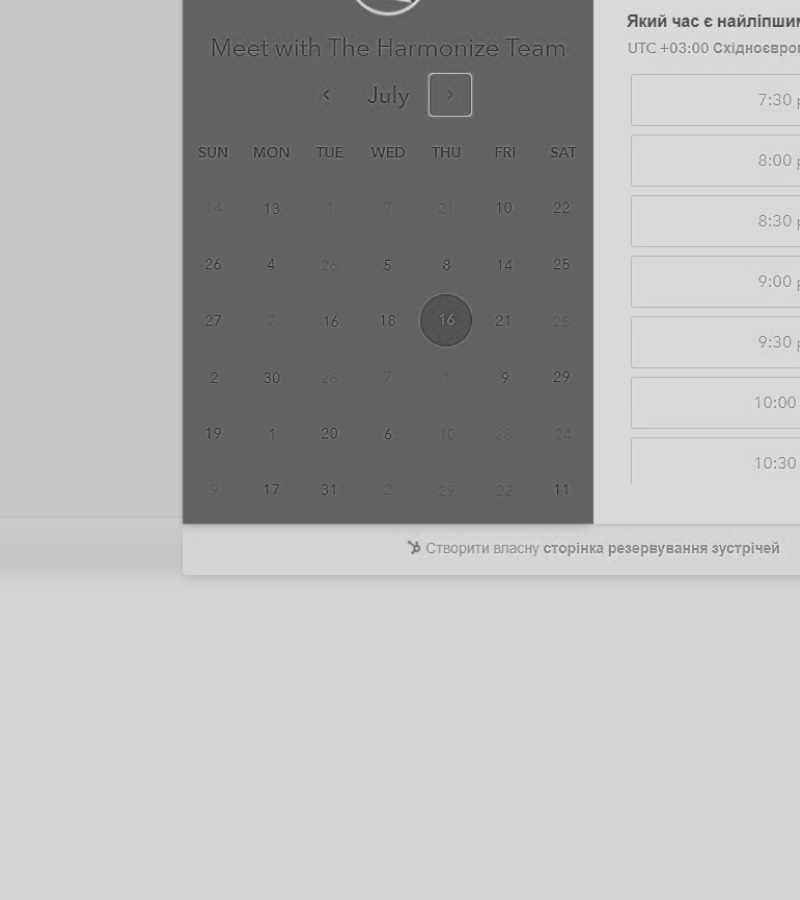 Meet with The Harmonize Team
July
SUN MON TUE WED THU FRI SAT
14 13 1 7 21 10 22
26 4 26 5 8 14 25
27 7 16 18 16 21 25
2 30 28 7 1 9 29
19 1 20 6 10 28 24
9 17 31 2 29 22 11
Який час є
UTC +03:00
7:30
8:00
8:30
9:00
9:30
10:00
10:30
Створити власну сторінка резервування зустрічей